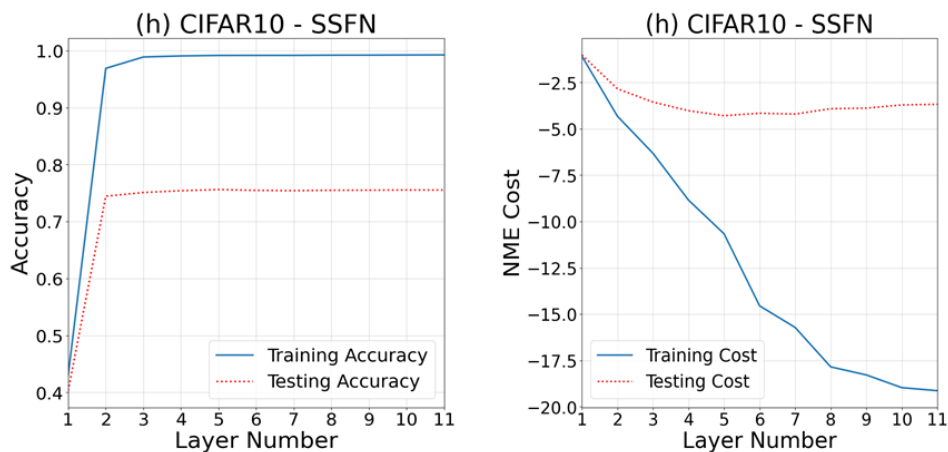 (h) CIFAR10 - SSFN
Accuracy
1.0
0.9
0.8
0.7
0.6
0.5
0.4
Training Accuracy
Testing Accuracy
1 2 3 4 5 6 7 8 9 10 11
Layer Number
(h) CIFAR10 - SSFN
NME Cost
−2.5
−5.0
−7.5
−10.0
−12.5
−15.0
−17.5
−20.0
Training Cost
Testing Cost
1 2 3 4 5 6 7 8 9 10 11
Layer Number